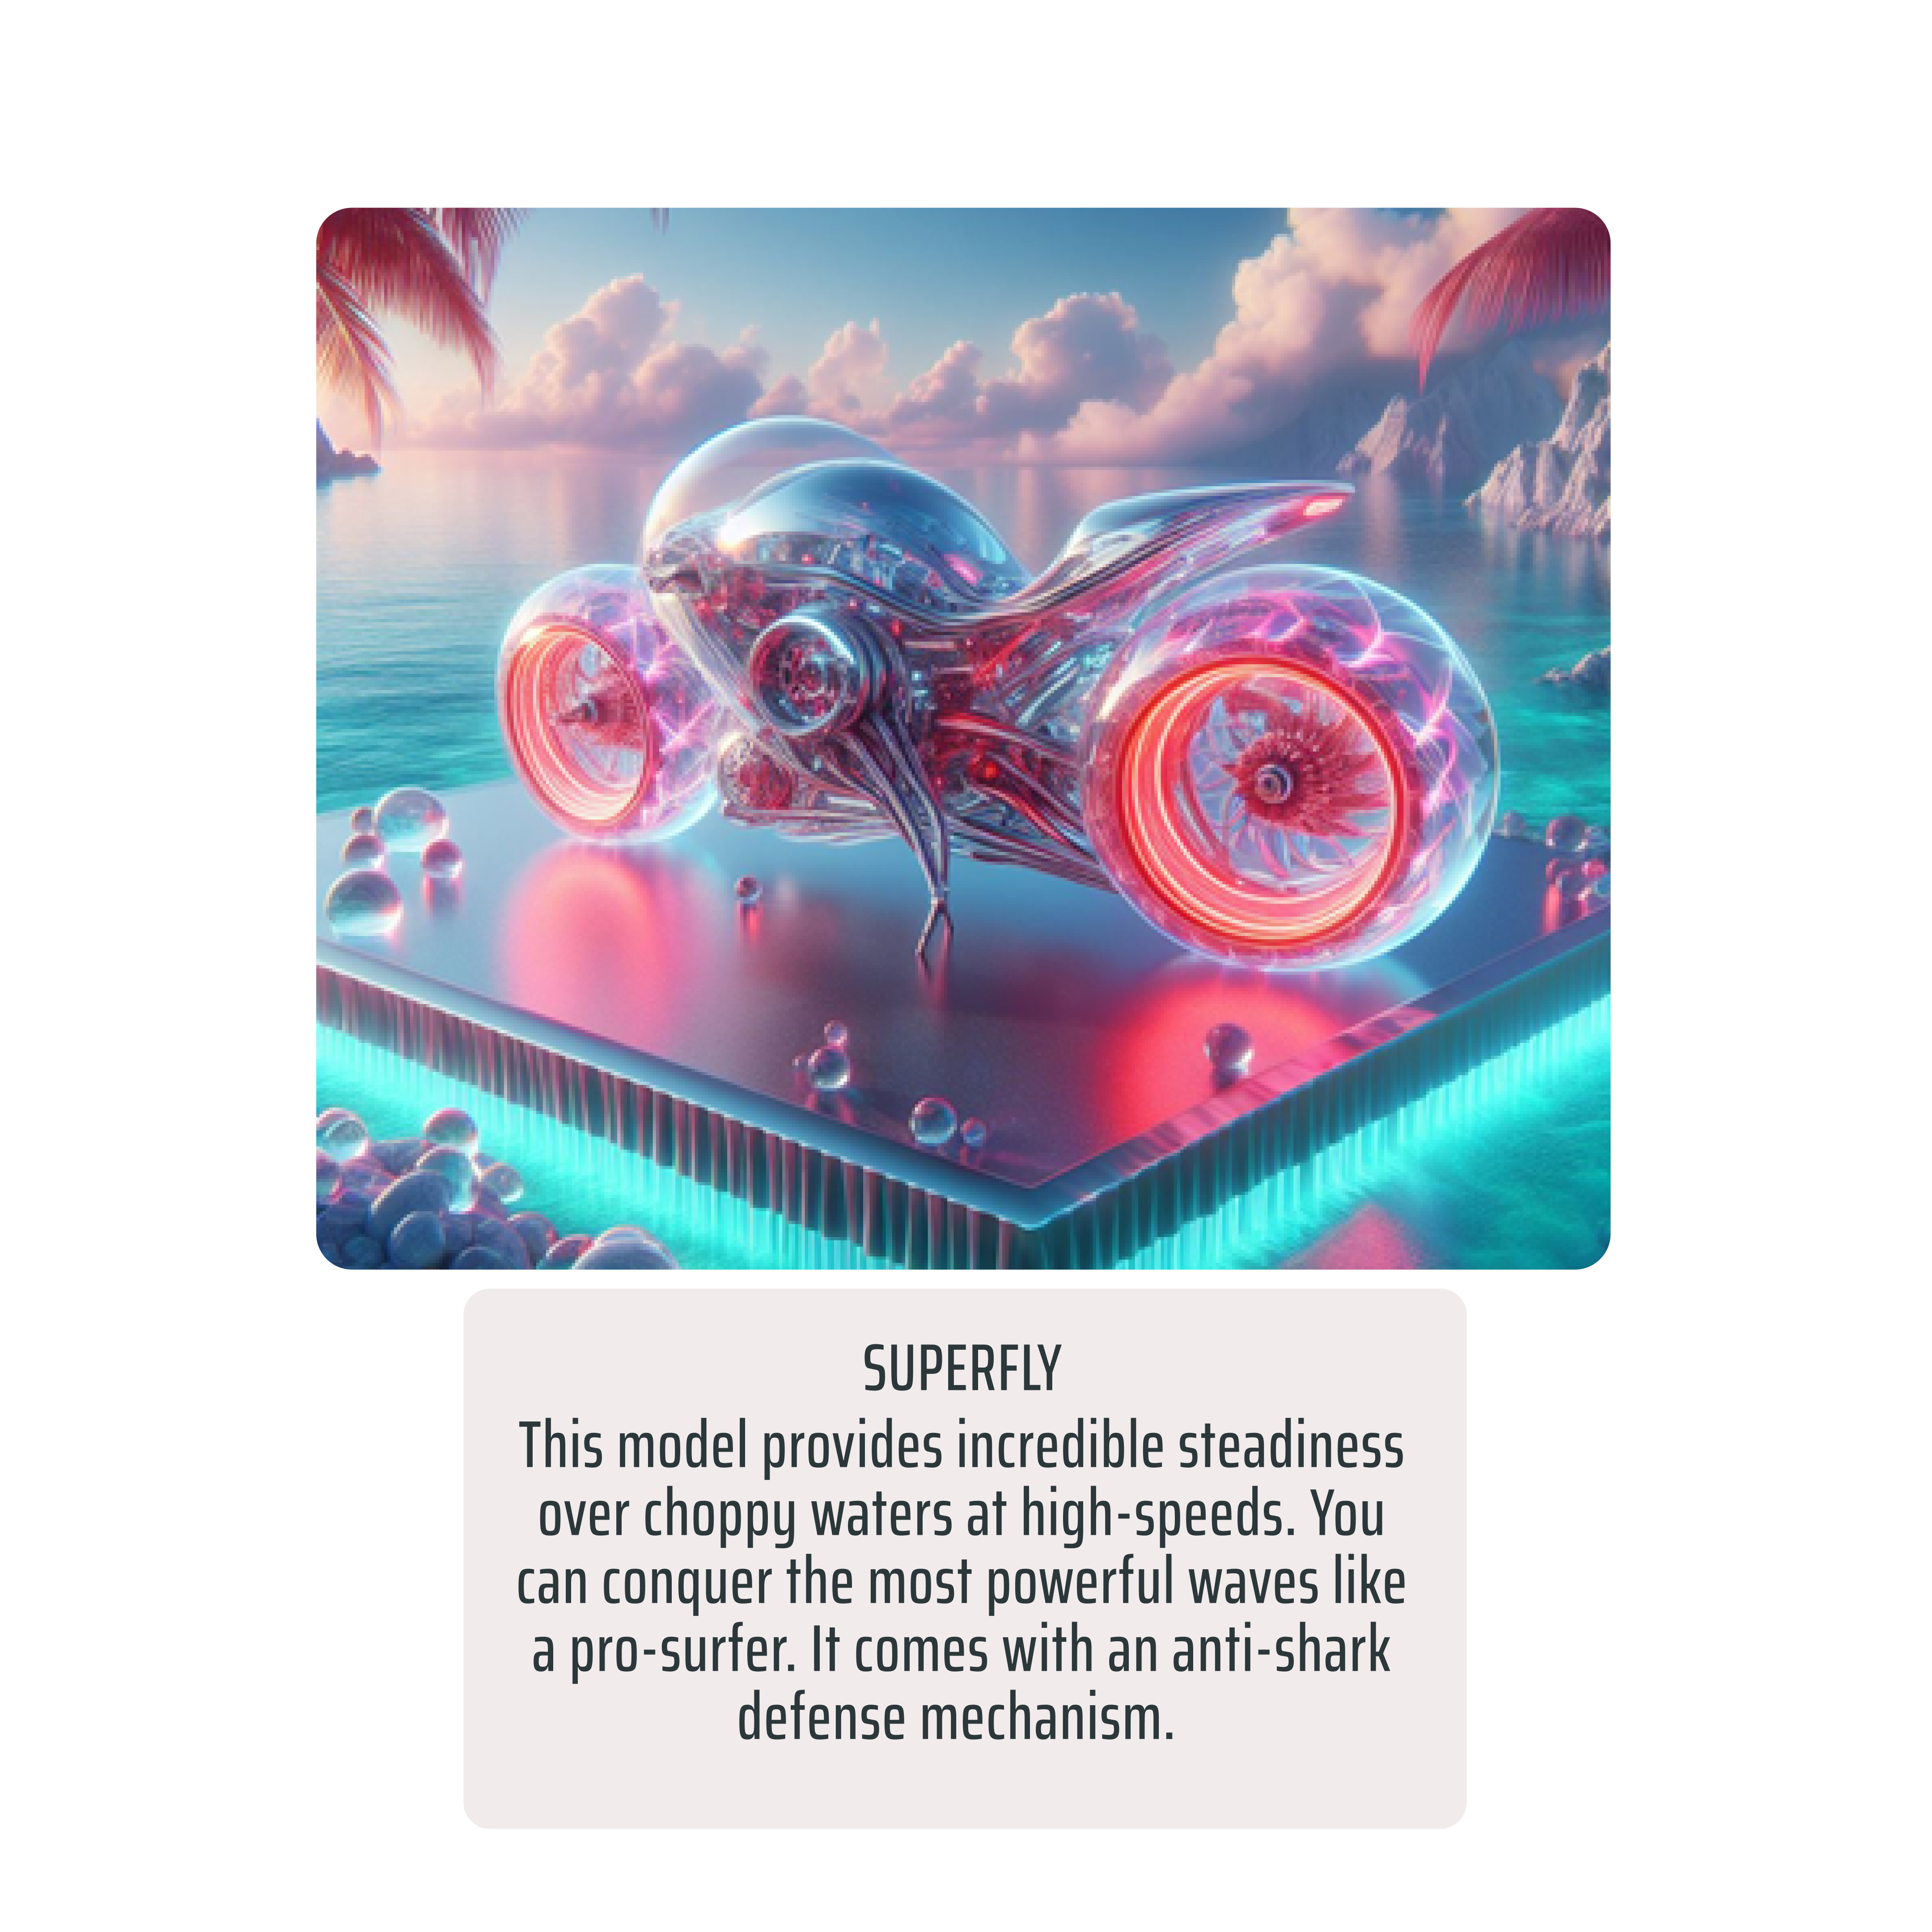 SUPERFLY
This model provides incredible steadiness
over choppy waters at high-speeds. You
can conquer the most powerful waves like
a pro-surfer. It comes with an anti-shark
defense mechanism.